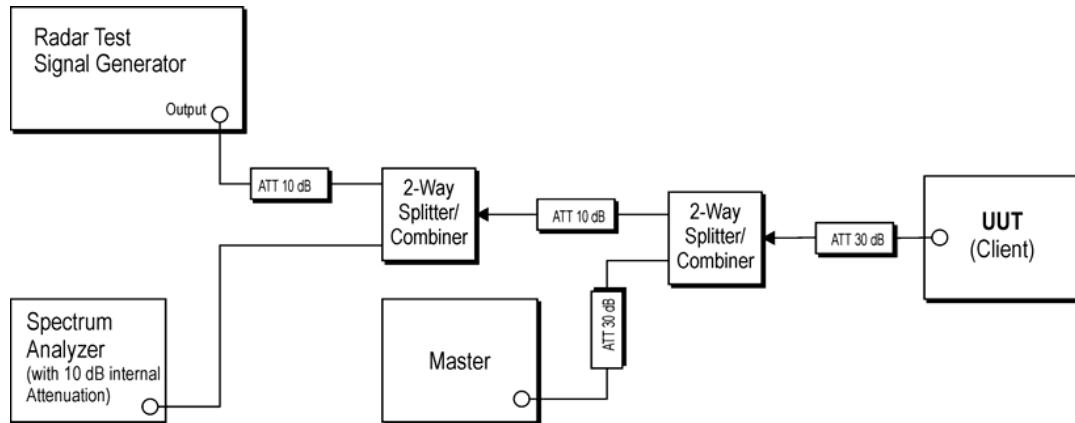 Radar Test
Signal Generator
Output
ATT 10 dB
2-Way
Splitter/
Combiner
ATT 10 dB
2-Way
Splitter/
Combiner
ATT 30 dB
UUT
(Client)
Spectrum
Analyzer
(with 10 dB internal
Attenuation)
Master
ATT 30 dB